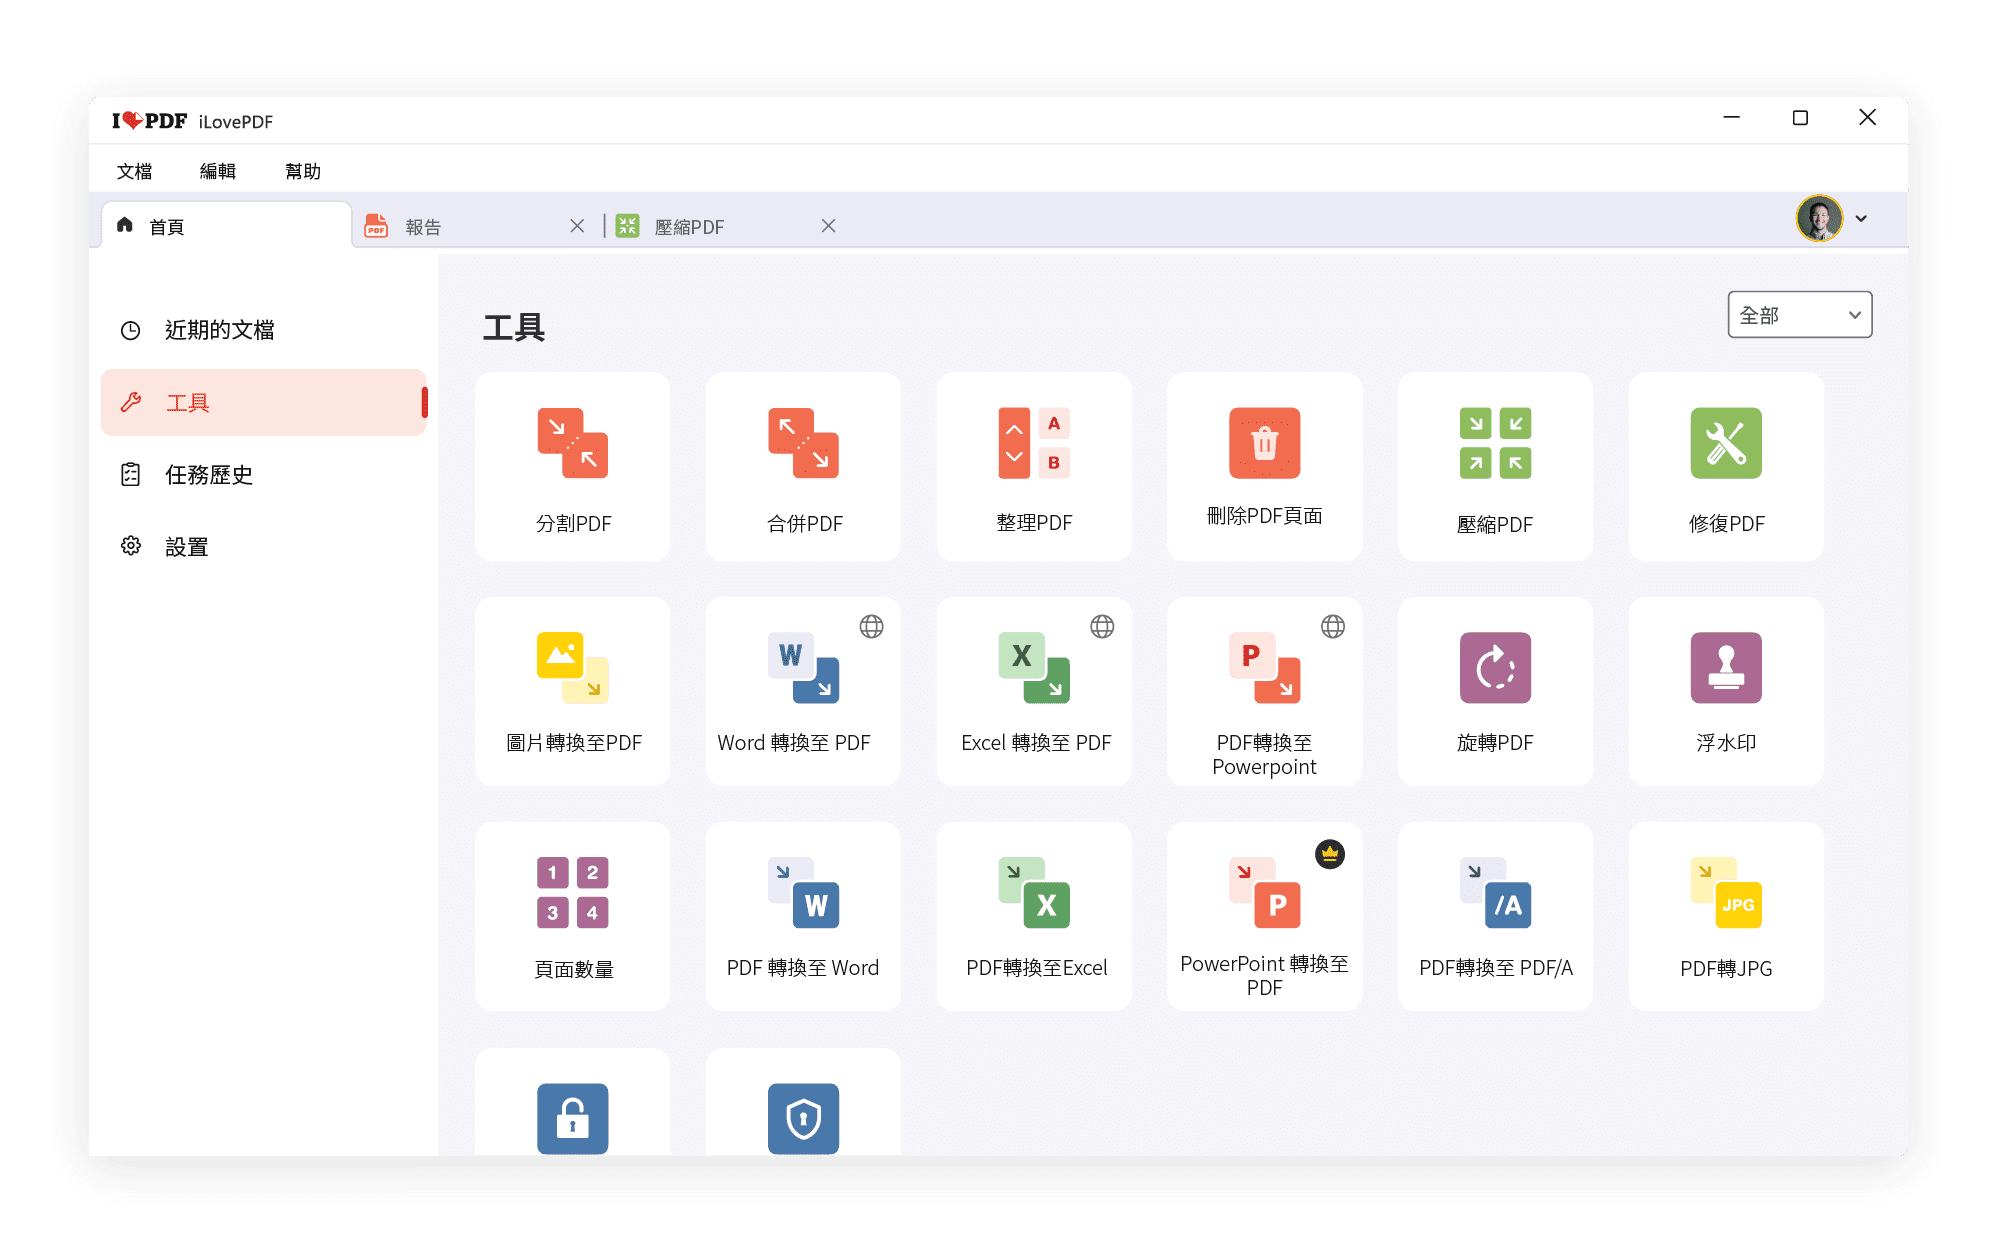 I PDF iLovePDF
文檔 編輯 幫助
首頁 PDF 報告 壓縮PDF
近期的文檔
工具
任務歷史
設置
工具
全部
A
B
分割PDF 合併PDF 整理PDF 刪除PDF頁面 壓縮PDF 修復PDF
W X P
圖片轉換至PDF Word 轉換至 PDF Excel 轉換至 PDF PDF轉換至 旋轉PDF 浮水印
Powerpoint
1 2
3 4
W X P /A JPG
頁面數量 PDF 轉換至 Word PDF轉換至Excel PowerPoint 轉換至 PDF轉換至 PDF/A PDF轉JPG
PDF